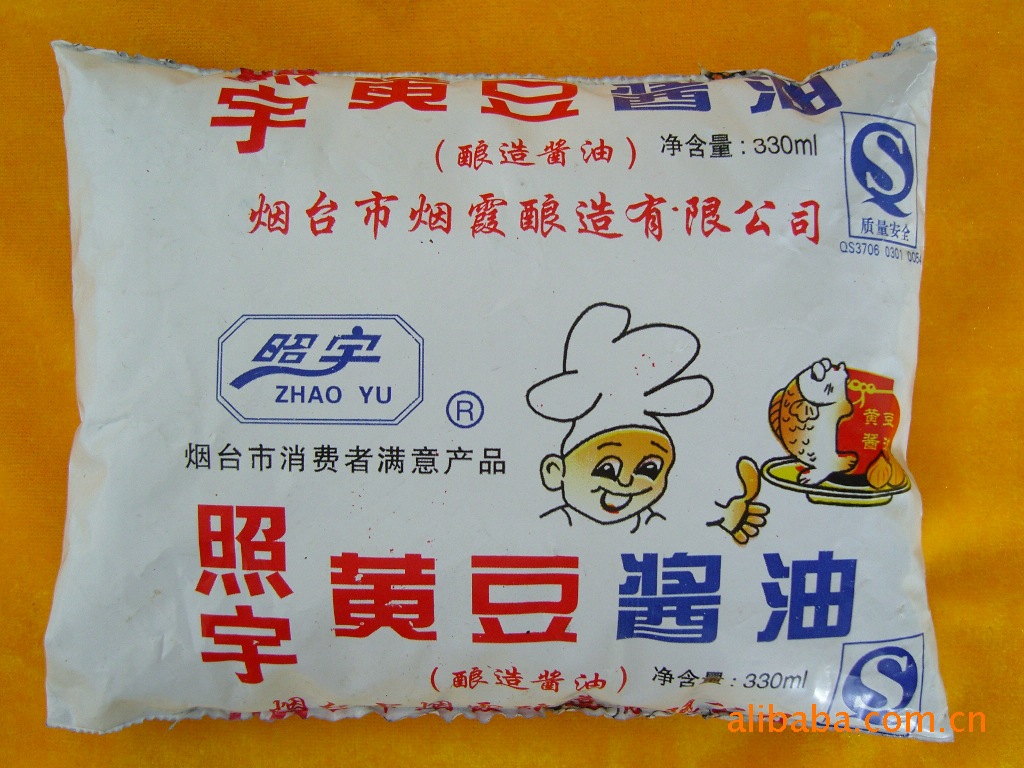 照宇 黄豆酱油
(酿造酱油) 净含量:330ml
烟台市烟霞酿造有限公司
质量安全
QS3706 0301
照宇
ZHAO YU
®
烟台市消费者满意产品
黄豆
酱油
照宇 黄豆酱油
(酿造酱油) 净含量:330ml
alibaba.com.cn